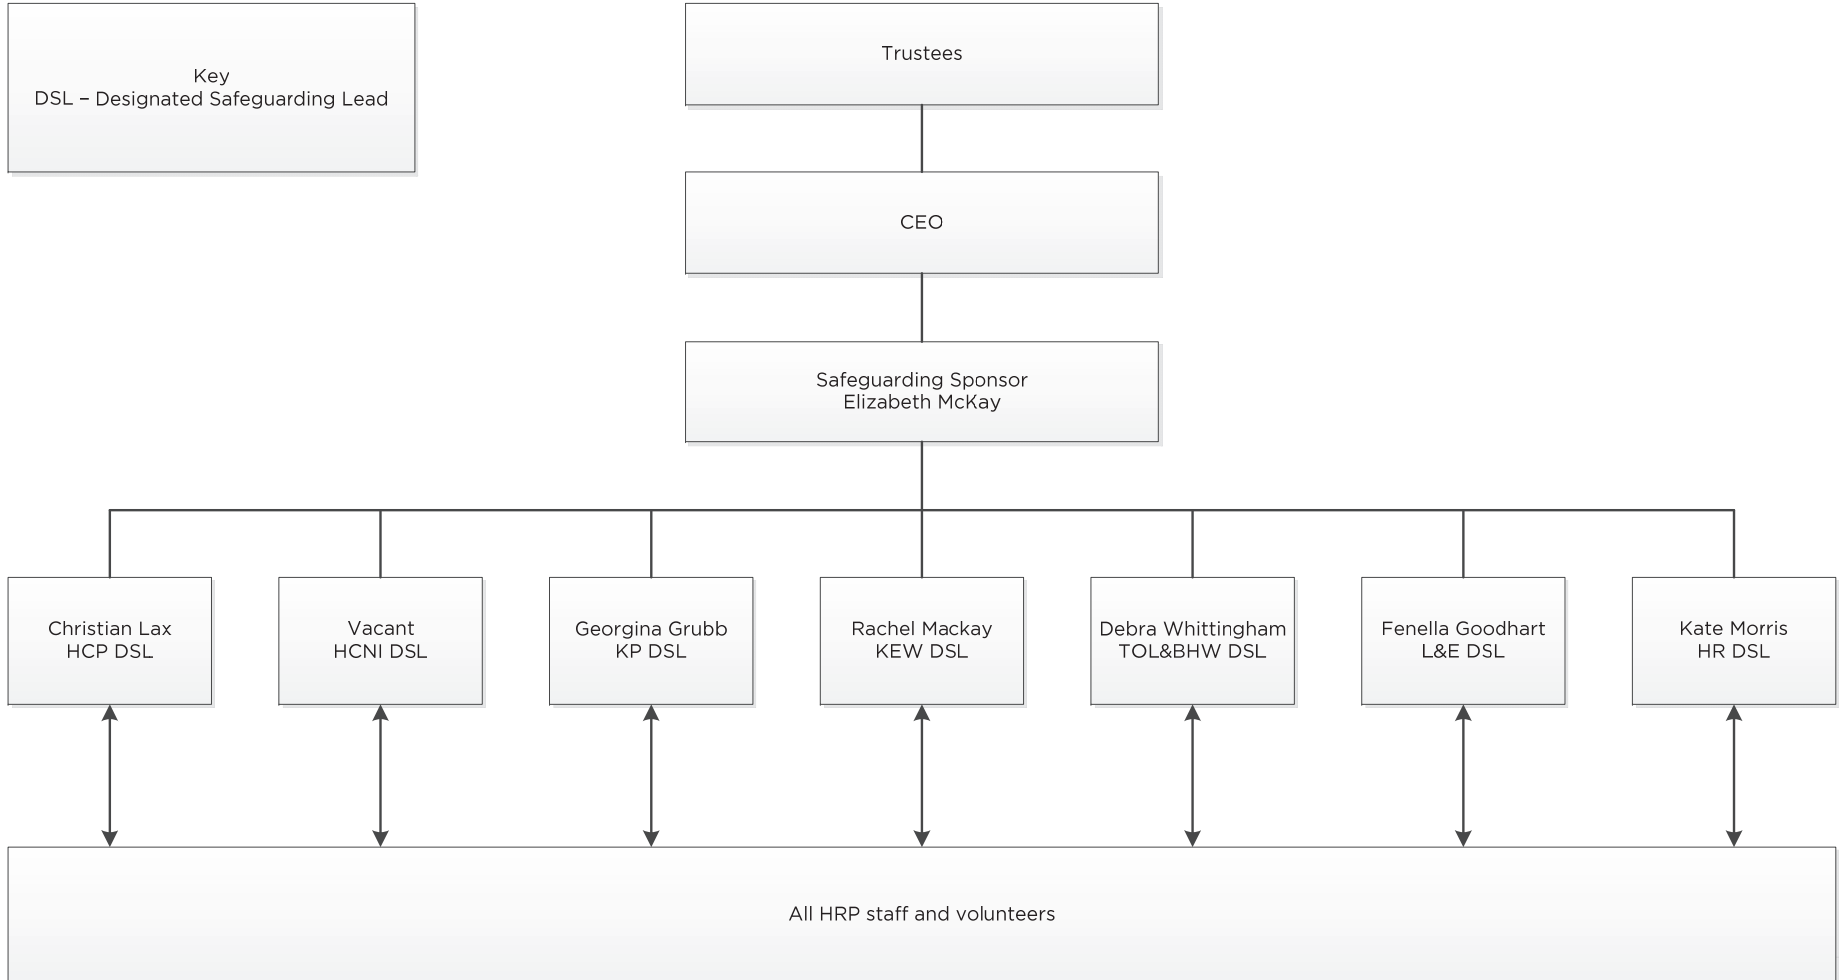 Key
DSL – Designated Safeguarding Lead
Trustees
CEO
Safeguarding Sponsor
Elizabeth McKay
Christian Lax
HCP DSL
Vacant
HCNI DSL
Georgina Grubb
KP DSL
Rachel Mackay
KEW DSL
Debra Whittingham
TOL&BHW DSL
Fenella Goodhart
L&E DSL
Kate Morris
HR DSL
All HRP staff and volunteers